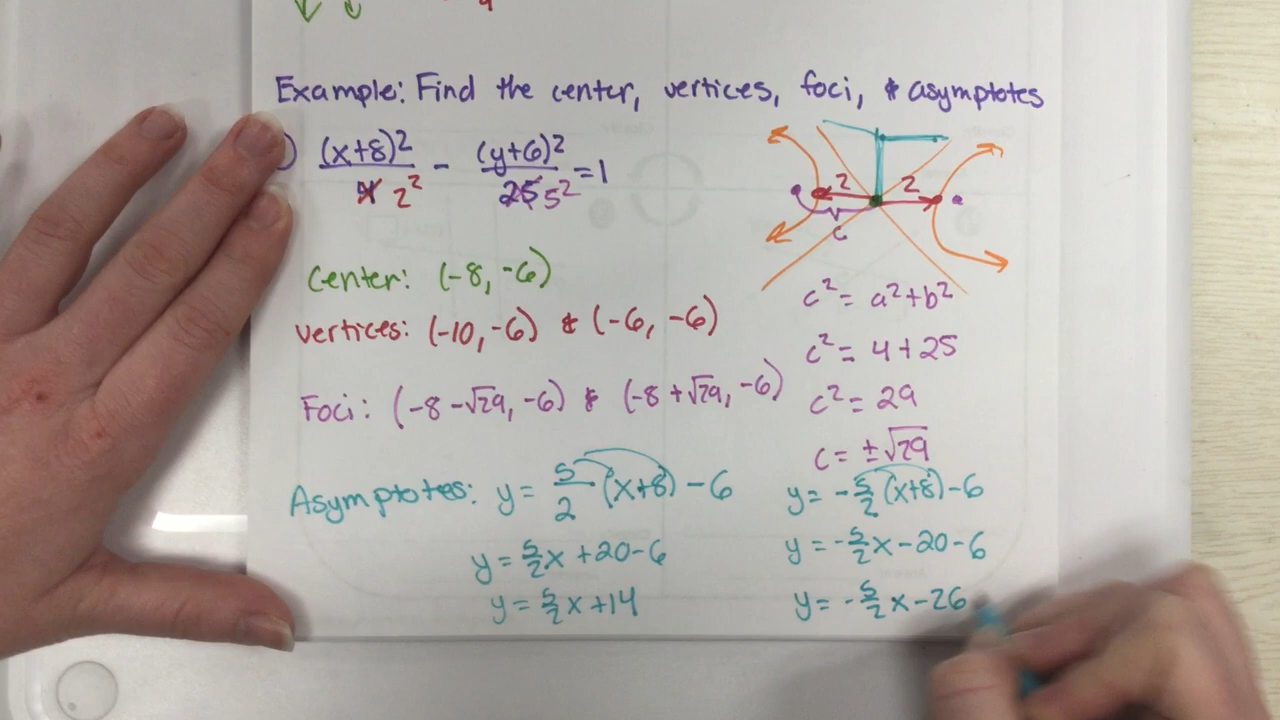 4
Example: Find the center, vertices, foci, & asymptotes
) (x+8)²/4 2² - (y+6)²/25 5² = 1
2 2
c
center: (-8, -6)
c² = a² + b²
vertices: (-10, -6) & (-6, -6)
c² = 4 + 25
Foci: (-8 - √29, -6) & (-8 + √29, -6)
c² = 29
c = ± √29
Asymptotes: y = 5/2 (x+8) - 6
y = 5/2 x + 20 - 6
y = 5/2 x + 14
y = - 5/2 (x+8) - 6
y = - 5/2 x - 20 - 6
y = - 5/2 x - 26